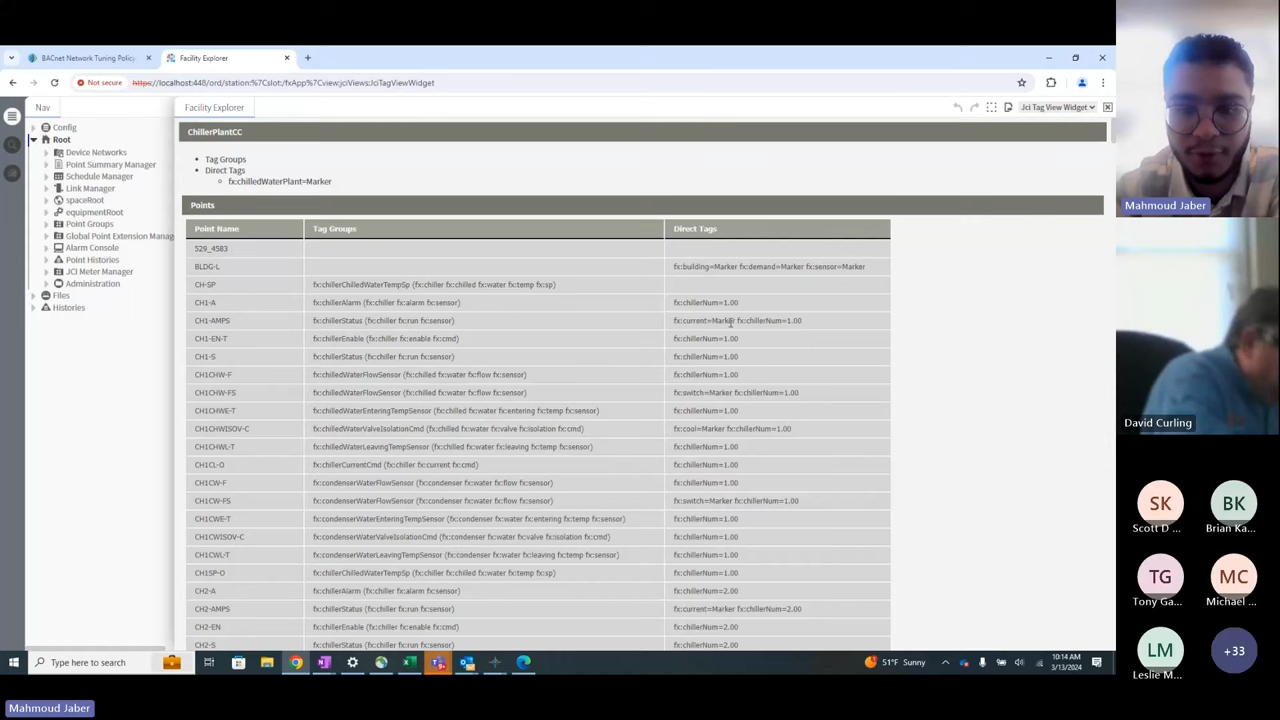 BACnet Network Tuning Policy
Facility Explorer
Not secure
https://localhost:448/ord/station:%7Cslot:/fxApp%7Cview:jciViews:JciTagViewWidget
Nav
Facility Explorer
Jci Tag View Widget
Config
Root
Device Networks
Point Summary Manager
Schedule Manager
Link Manager
spaceRoot
equipmentRoot
Point Groups
Global Point Extension Manag
Alarm Console
Point Histories
JCI Meter Manager
Administration
Files
Histories
ChillerPlantCC
Tag Groups
Direct Tags
fx:chilledWaterPlant=Marker
Points
Point Name Tag Groups Direct Tags
529_4583
BLDG-L fx:building=Marker fx:demand=Marker fx:sensor=Marker
CH-SP fx:chillerChilledWaterTempSp (fx:chiller fx:chilled fx:water fx:temp fx:sp)
CH1-A fx:chillerAlarm (fx:chiller fx:alarm fx:sensor) fx:chillerNum=1.00
CH1-AMPS fx:chillerStatus (fx:chiller fx:run fx:sensor) fx:current=Marker fx:chillerNum=1.00
CH1-EN-T fx:chillerEnable (fx:chiller fx:enable fx:cmd) fx:chillerNum=1.00
CH1-S fx:chillerStatus (fx:chiller fx:run fx:sensor) fx:chillerNum=1.00
CH1CHW-F fx:chilledWaterFlowSensor (fx:chilled fx:water fx:flow fx:sensor) fx:chillerNum=1.00
CH1CHW-FS fx:chilledWaterFlowSensor (fx:chilled fx:water fx:flow fx:sensor) fx:switch=Marker fx:chillerNum=1.00
CH1CHWE-T fx:chilledWaterEnteringTempSensor (fx:chilled fx:water fx:entering fx:temp fx:sensor) fx:chillerNum=1.00
CH1CHWISOV-C fx:chilledWaterValveIsolationCmd (fx:chilled fx:water fx:valve fx:isolation fx:cmd) fx:cool=Marker fx:chillerNum=1.00
CH1CHWL-T fx:chilledWaterLeavingTempSensor (fx:chilled fx:water fx:leaving fx:temp fx:sensor) fx:chillerNum=1.00
CH1CL-O fx:chillerCurrentCmd (fx:chiller fx:current fx:cmd) fx:chillerNum=1.00
CH1CW-F fx:condenserWaterFlowSensor (fx:condenser fx:water fx:flow fx:sensor) fx:chillerNum=1.00
CH1CW-FS fx:condenserWaterFlowSensor (fx:condenser fx:water fx:flow fx:sensor) fx:switch=Marker fx:chillerNum=1.00
CH1CWE-T fx:condenserWaterEnteringTempSensor (fx:condenser fx:water fx:entering fx:temp fx:sensor) fx:chillerNum=1.00
CH1CWISOV-C fx:condenserWaterValveIsolationCmd (fx:condenser fx:water fx:valve fx:isolation fx:cmd) fx:chillerNum=1.00
CH1CWL-T fx:condenserWaterLeavingTempSensor (fx:condenser fx:water fx:leaving fx:temp fx:sensor) fx:chillerNum=1.00
CH1SP-O fx:chillerChilledWaterTempSp (fx:chiller fx:chilled fx:water fx:temp fx:sp) fx:chillerNum=1.00
CH2-A fx:chillerAlarm (fx:chiller fx:alarm fx:sensor) fx:chillerNum=2.00
CH2-AMPS fx:chillerStatus (fx:chiller fx:run fx:sensor) fx:current=Marker fx:chillerNum=2.00
CH2-EN fx:chillerEnable (fx:chiller fx:enable fx:cmd) fx:chillerNum=2.00
CH2-S fx:chillerStatus (fx:chiller fx:run fx:sensor) fx:chillerNum=2.00
Type here to search
51°F Sunny
10:14 AM
3/13/2024
Mahmoud Jaber
David Curling
SK BK
Scott D ... Brian Ka...
TG MC
Tony Ga... Michael ...
LM +33
Leslie M...
Mahmoud Jaber